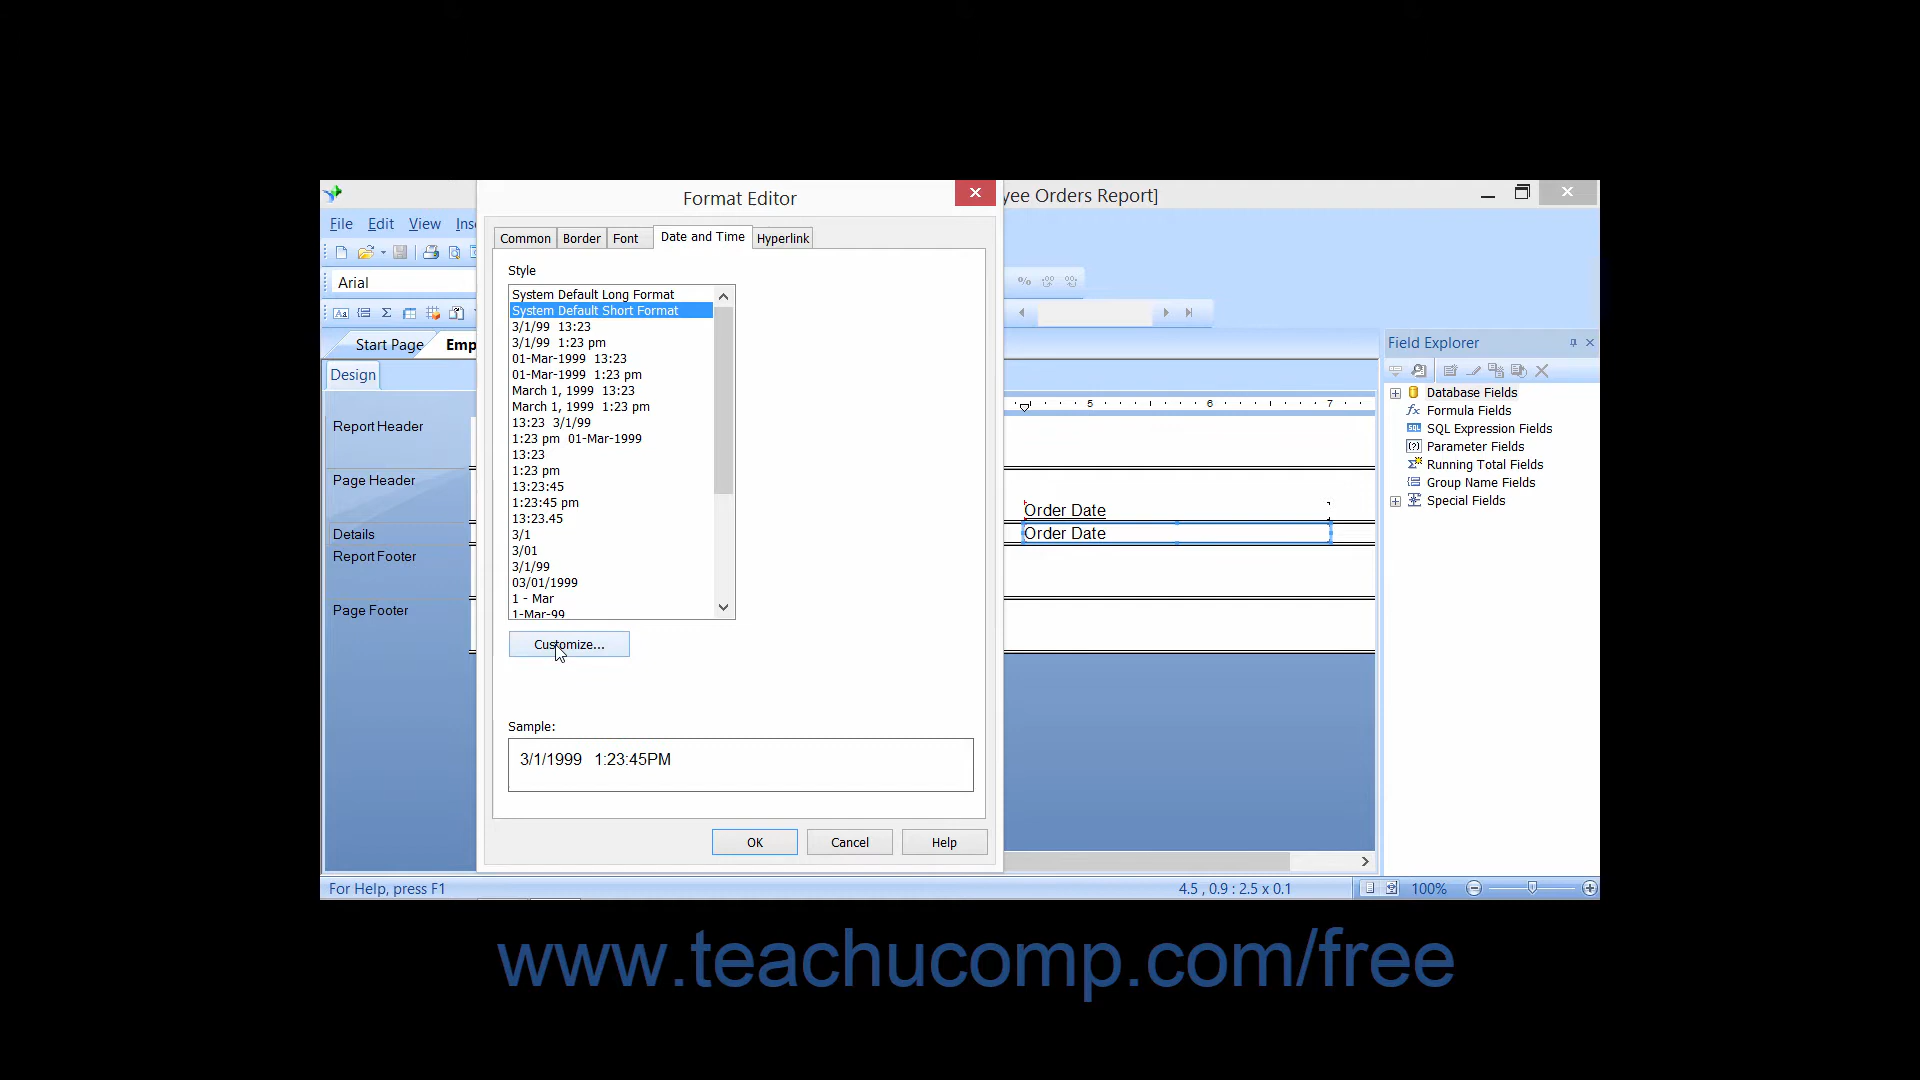 Format Editor
yee Orders Report]
File Edit View Ins
Common Border Font Date and Time Hyperlink
Arial
Style
System Default Long Format
System Default Short Format
3/1/99 13:23
3/1/99 1:23 pm
01-Mar-1999 13:23
01-Mar-1999 1:23 pm
March 1, 1999 13:23
March 1, 1999 1:23 pm
13:23 3/1/99
1:23 pm 01-Mar-1999
13:23
1:23 pm
13:23:45
1:23:45 pm
13:23.45
3/1
3/01
3/1/99
03/01/1999
1 - Mar
1-Mar-99
Customize...
Sample:
3/1/1999 1:23:45PM
OK Cancel Help
Start Page Emp
Design
Report Header
Page Header
Details
Report Footer
Page Footer
5 6 7
Order Date
Order Date
Field Explorer
Database Fields
Formula Fields
SQL Expression Fields
Parameter Fields
Running Total Fields
Group Name Fields
Special Fields
For Help, press F1
4.5 , 0.9 : 2.5 x 0.1
100%
www.teachucomp.com/free